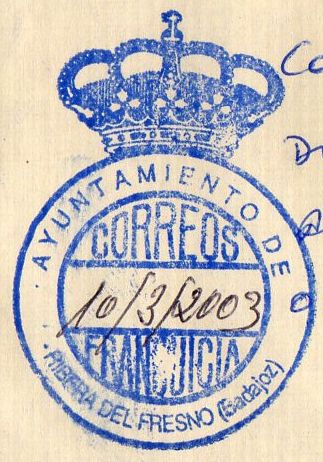 AYUNTAMIENTO DE
CORREOS
10/3/2003
FRANQUICIA
RIBERA DEL FRESNO (Badajoz)